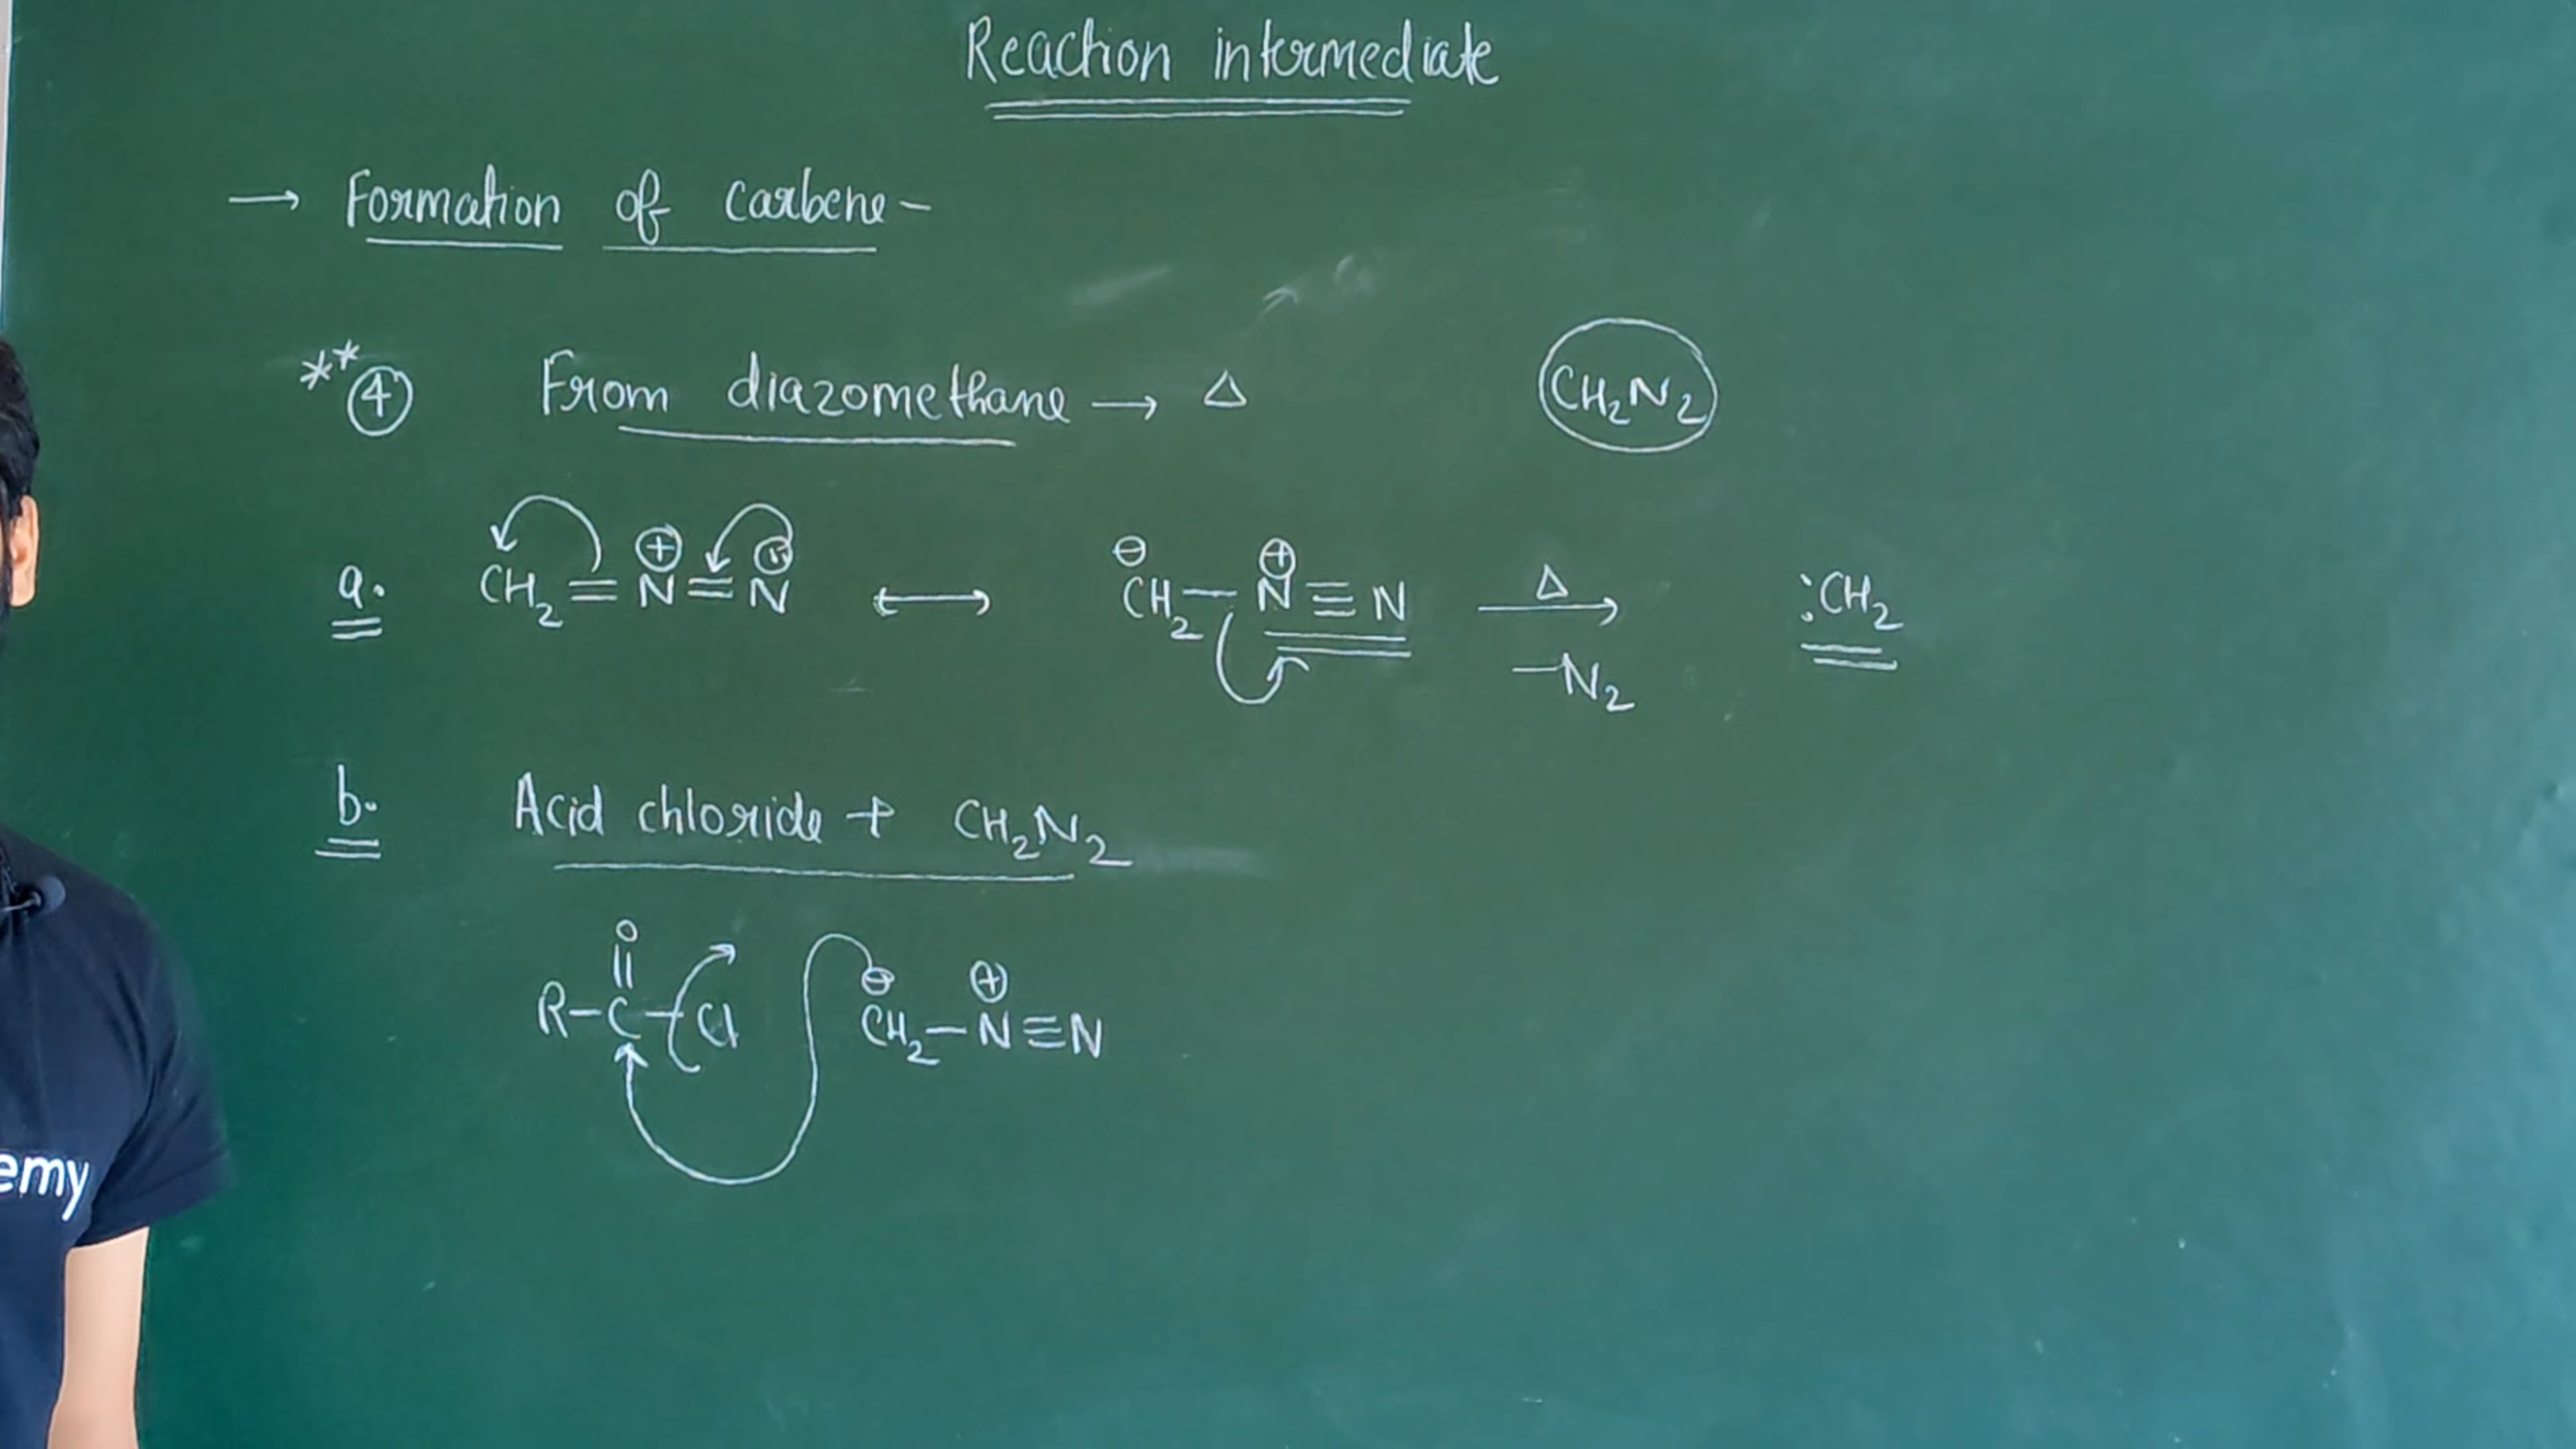 Reaction intermediate
→ Formation of carbene –
** ④ From diazomethane → Δ
CH₂N₂
a. CH₂=N⊕=N⊖ ⟷ ⊖CH₂–N⊕≡N Δ → –N₂ :CH₂
b. Acid chloride + CH₂N₂
O
||
R–C–Cl ⊖CH₂–N⊕≡N
emy